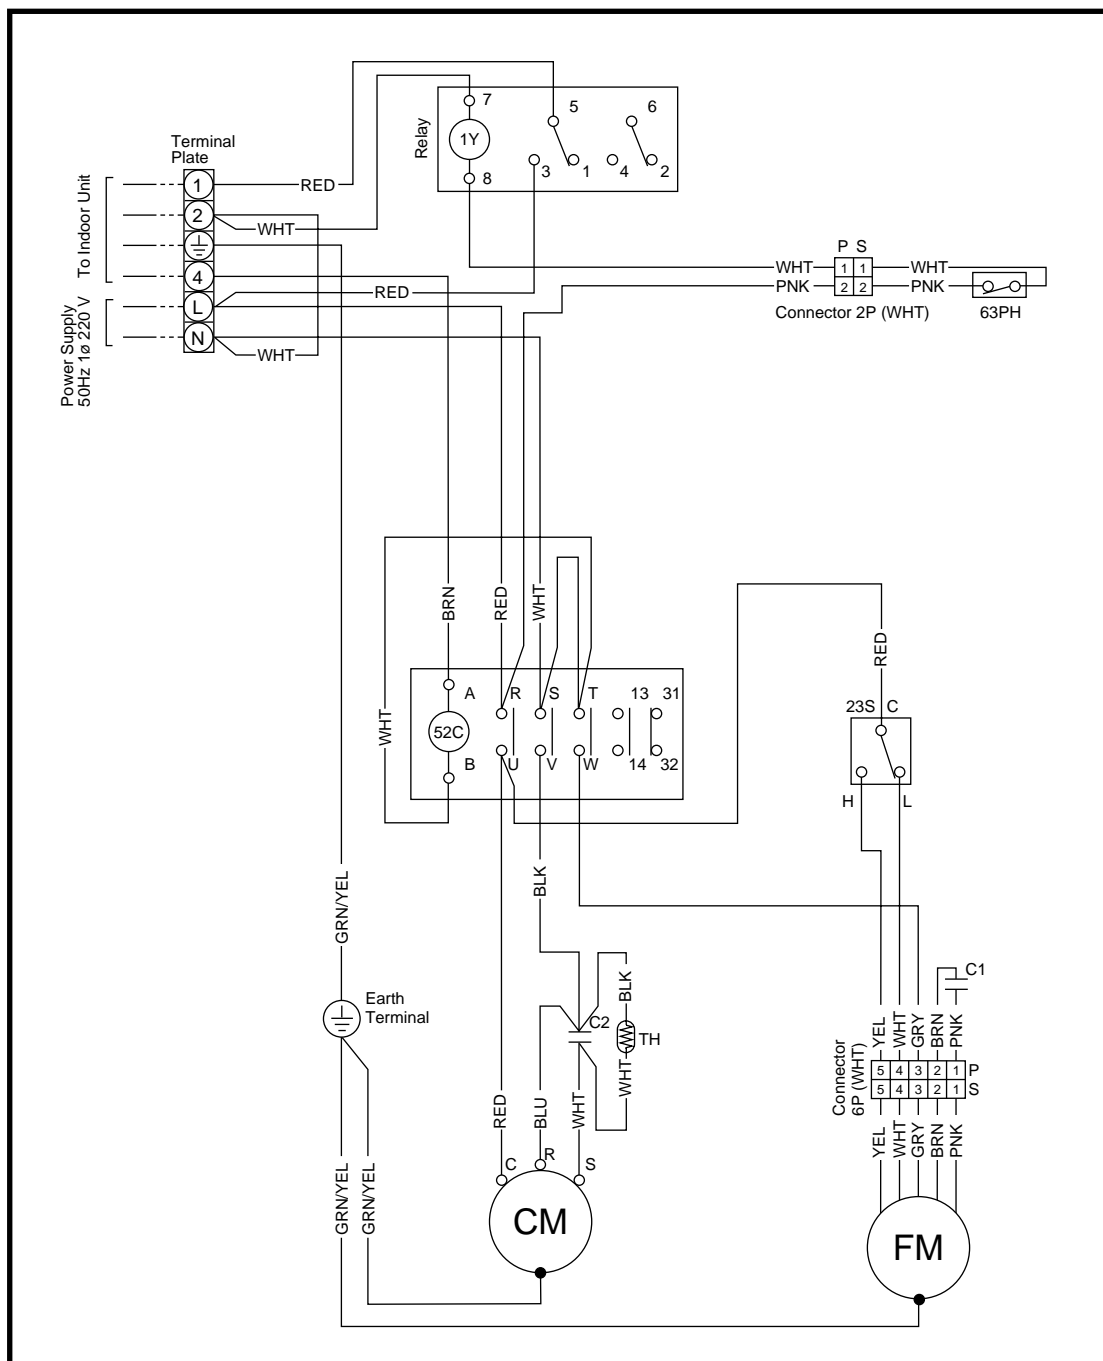 7
5
6
Relay
1Y
3
1
4
2
8
Terminal
Plate
1
2
4
L
N
To Indoor Unit
Power Supply
50Hz 1ø 220 V
RED
WHT
RED
WHT
P S
WHT 1 1 WHT
PNK 2 2 PNK
Connector 2P (WHT)
63PH
BRN
RED
WHT
RED
WHT
A R S T 13 31
52C
B U V W 14 32
23S C
H L
GRN/YEL
BLK
Earth
Terminal
BLK
C2
TH
WHT
RED
BLU
WHT
C R S
CM
GRN/YEL
GRN/YEL
C1
YEL
WHT
GRY
BRN
PNK
Connector
6P (WHT)
5 4 3 2 1 P
5 4 3 2 1 S
YEL
WHT
GRY
BRN
PNK
FM